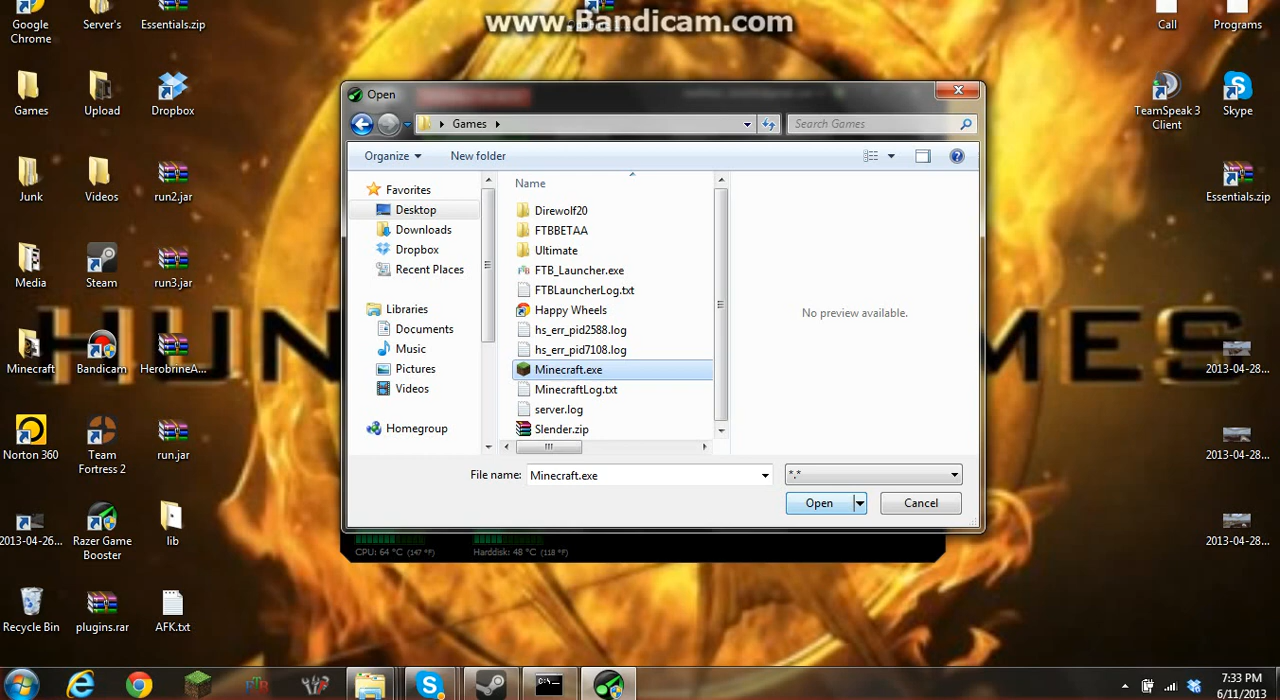 www.Bandicam.com
Google Chrome
Server's
Essentials.zip
Call
Programs
Games
Upload
Dropbox
TeamSpeak 3 Client
Skype
Junk
Videos
run2.jar
Essentials.zip
Media
Steam
run3.jar
Minecraft
Bandicam
HerobrineA...
2013-04-28...
Norton 360
Team Fortress 2
run.jar
2013-04-28...
2013-04-26...
Razer Game Booster
lib
2013-04-28...
Recycle Bin
plugins.rar
AFK.txt
HUN
MES
Open
Games
Search Games
Organize
New folder
Favorites
Desktop
Downloads
Dropbox
Recent Places
Libraries
Documents
Music
Pictures
Videos
Homegroup
Name
Direwolf20
FTBBETAA
Ultimate
FTB_Launcher.exe
FTBLauncherLog.txt
Happy Wheels
hs_err_pid2588.log
hs_err_pid7108.log
Minecraft.exe
MinecraftLog.txt
server.log
Slender.zip
No preview available.
File name: Minecraft.exe
*.*
Open
Cancel
CPU: 64 °C (147 °F)
Harddisk: 48 °C (118 °F)
FTB
7:33 PM
6/11/2013